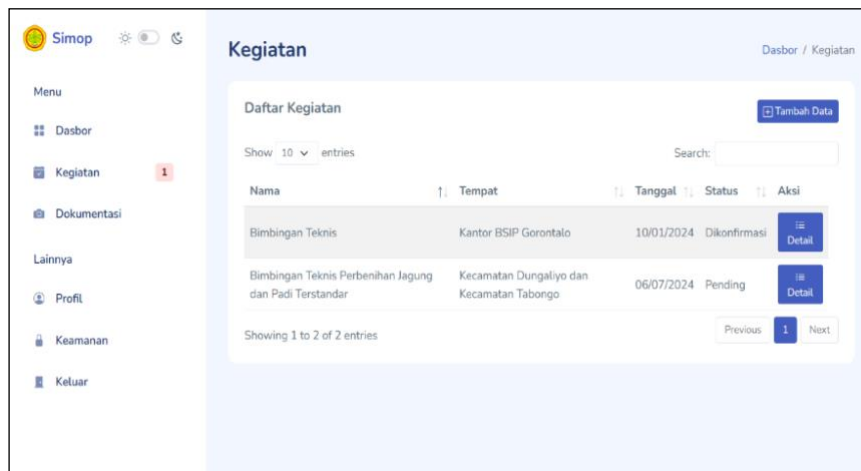 Simop
Menu
Dasbor
Kegiatan 1
Dokumentasi
Lainnya
Profil
Keamanan
Keluar
Kegiatan
Dasbor / Kegiatan
Daftar Kegiatan
Tambah Data
Show 10 entries
Search:
Nama Tempat Tanggal Status Aksi
Bimbingan Teknis Kantor BSIP Gorontalo 10/01/2024 Dikonfirmasi Detail
Bimbingan Teknis Perbenihan Jagung Kecamatan Dungaliyo dan
dan Padi Terstandar Kecamatan Tabongo 06/07/2024 Pending Detail
Showing 1 to 2 of 2 entries
Previous 1 Next